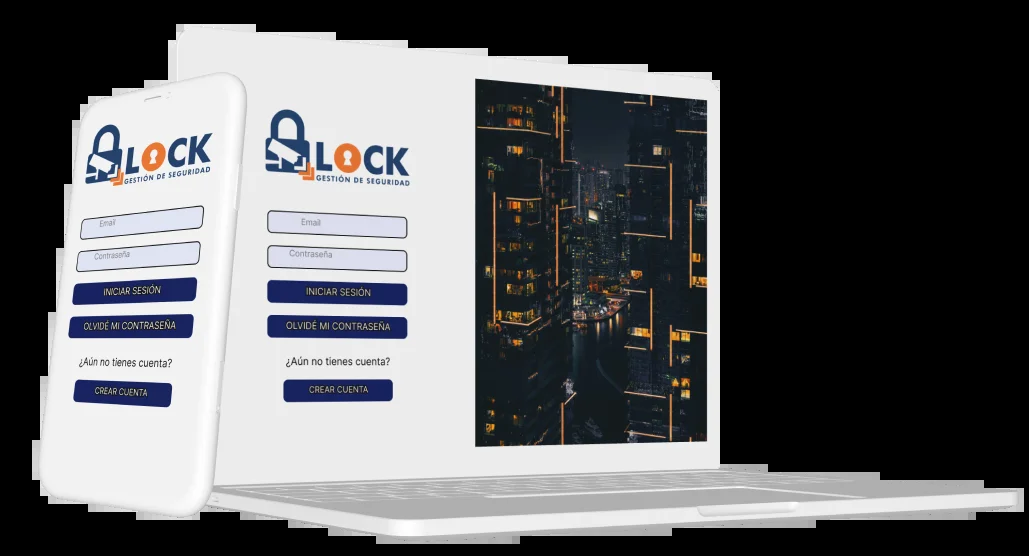 LOCK
GESTIÓN DE SEGURIDAD
Email
Contraseña
INICIAR SESIÓN
OLVIDÉ MI CONTRASEÑA
¿Aún no tienes cuenta?
CREAR CUENTA
LOCK
GESTIÓN DE SEGURIDAD
Email
Contraseña
INICIAR SESIÓN
OLVIDÉ MI CONTRASEÑA
¿Aún no tienes cuenta?
CREAR CUENTA